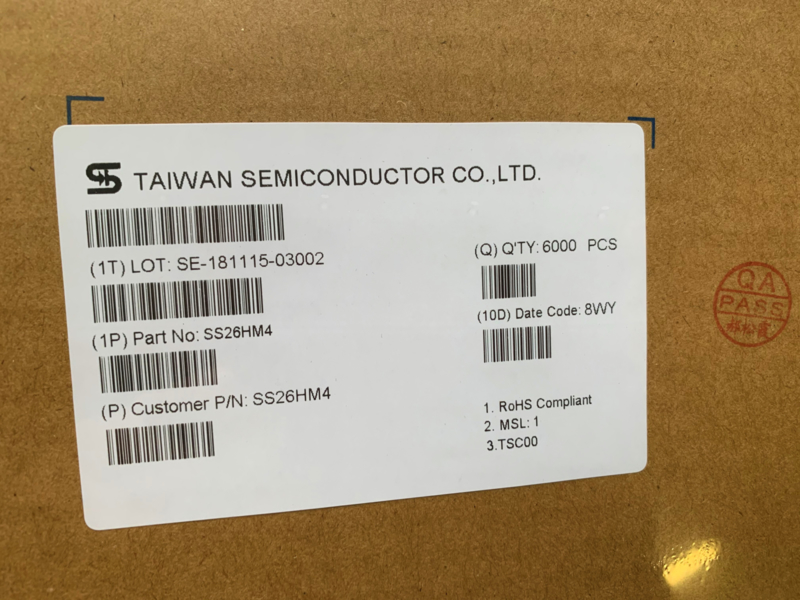 TAIWAN SEMICONDUCTOR CO.,LTD.
(1T) LOT: SE-181115-03002
(1P) Part No: SS26HM4
(P) Customer P/N: SS26HM4
(Q) Q'TY: 6000 PCS
(10D) Date Code: 8WY
1. RoHS Compliant
2. MSL: 1
3.TSC00
QA
PASS